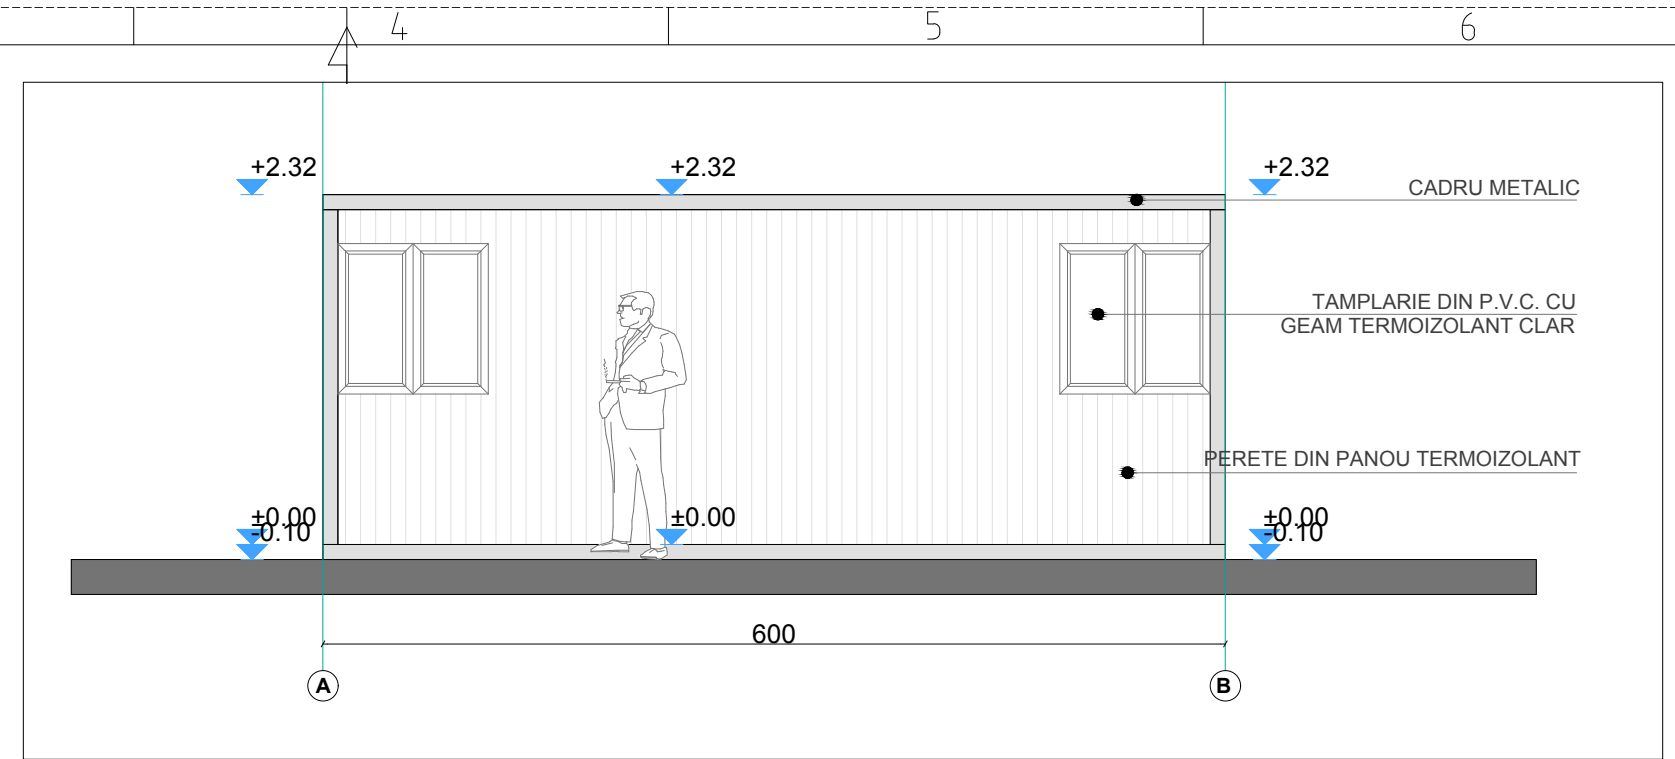 4
5
6
+2.32
+2.32
+2.32
CADRU METALIC
TAMPLARIE DIN P.V.C. CU
GEAM TERMOIZOLANT CLAR
PERETE DIN PANOU TERMOIZOLANT
±0.00
±0.00
±0.00
-0.10
-0.10
600
A
B